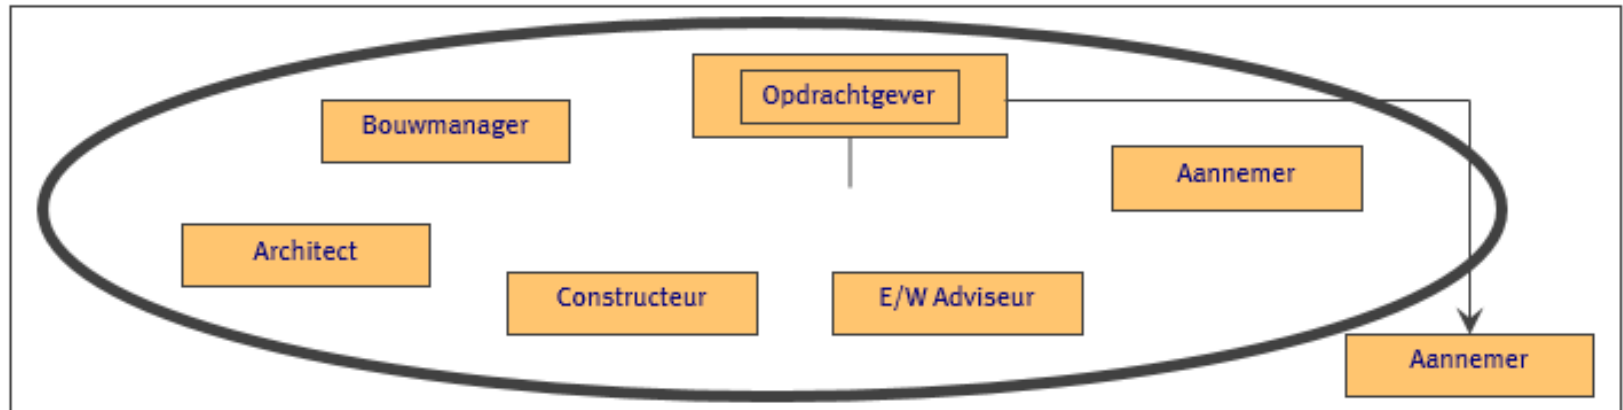 Opdrachtgever
Bouwmanager
Aannemer
Architect
Constructeur
E/W Adviseur
Aannemer